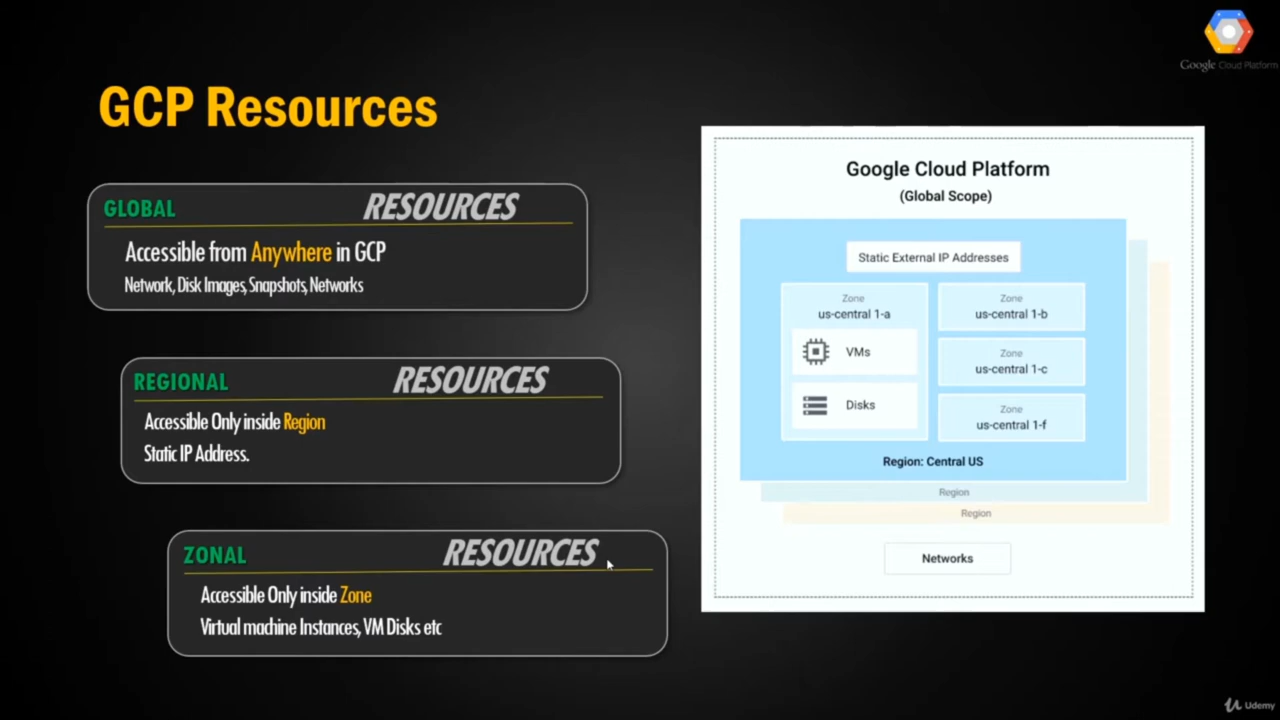 Google Cloud Platform
GCP Resources
GLOBAL RESOURCES
Accessible from Anywhere in GCP
Network, Disk Images, Snapshots, Networks
REGIONAL RESOURCES
Accessible Only inside Region
Static IP Address.
ZONAL RESOURCES
Accessible Only inside Zone
Virtual machine Instances, VM Disks etc
Google Cloud Platform
(Global Scope)
Static External IP Addresses
Zone
us-central 1-a
VMs
Disks
Zone
us-central 1-b
Zone
us-central 1-c
Zone
us-central 1-f
Region: Central US
Region
Region
Networks
Udemy